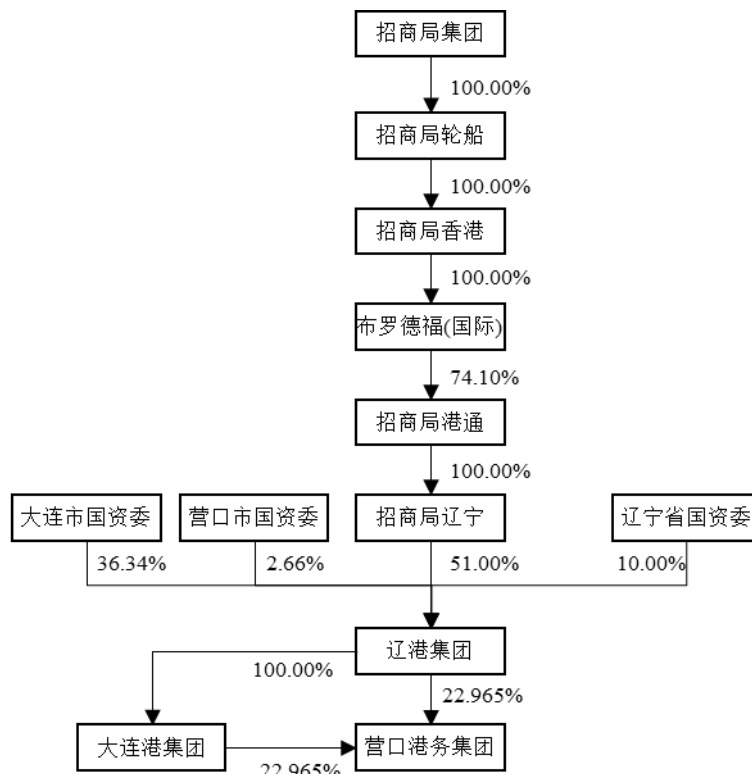 招商局集团
100.00%
招商局轮船
100.00%
招商局香港
100.00%
布罗德福(国际)
74.10%
招商局港通
100.00%
大连市国资委
营口市国资委
招商局辽宁
辽宁省国资委
36.34%
2.66%
51.00%
10.00%
辽港集团
100.00%
22.965%
大连港集团
营口港务集团
22.965%